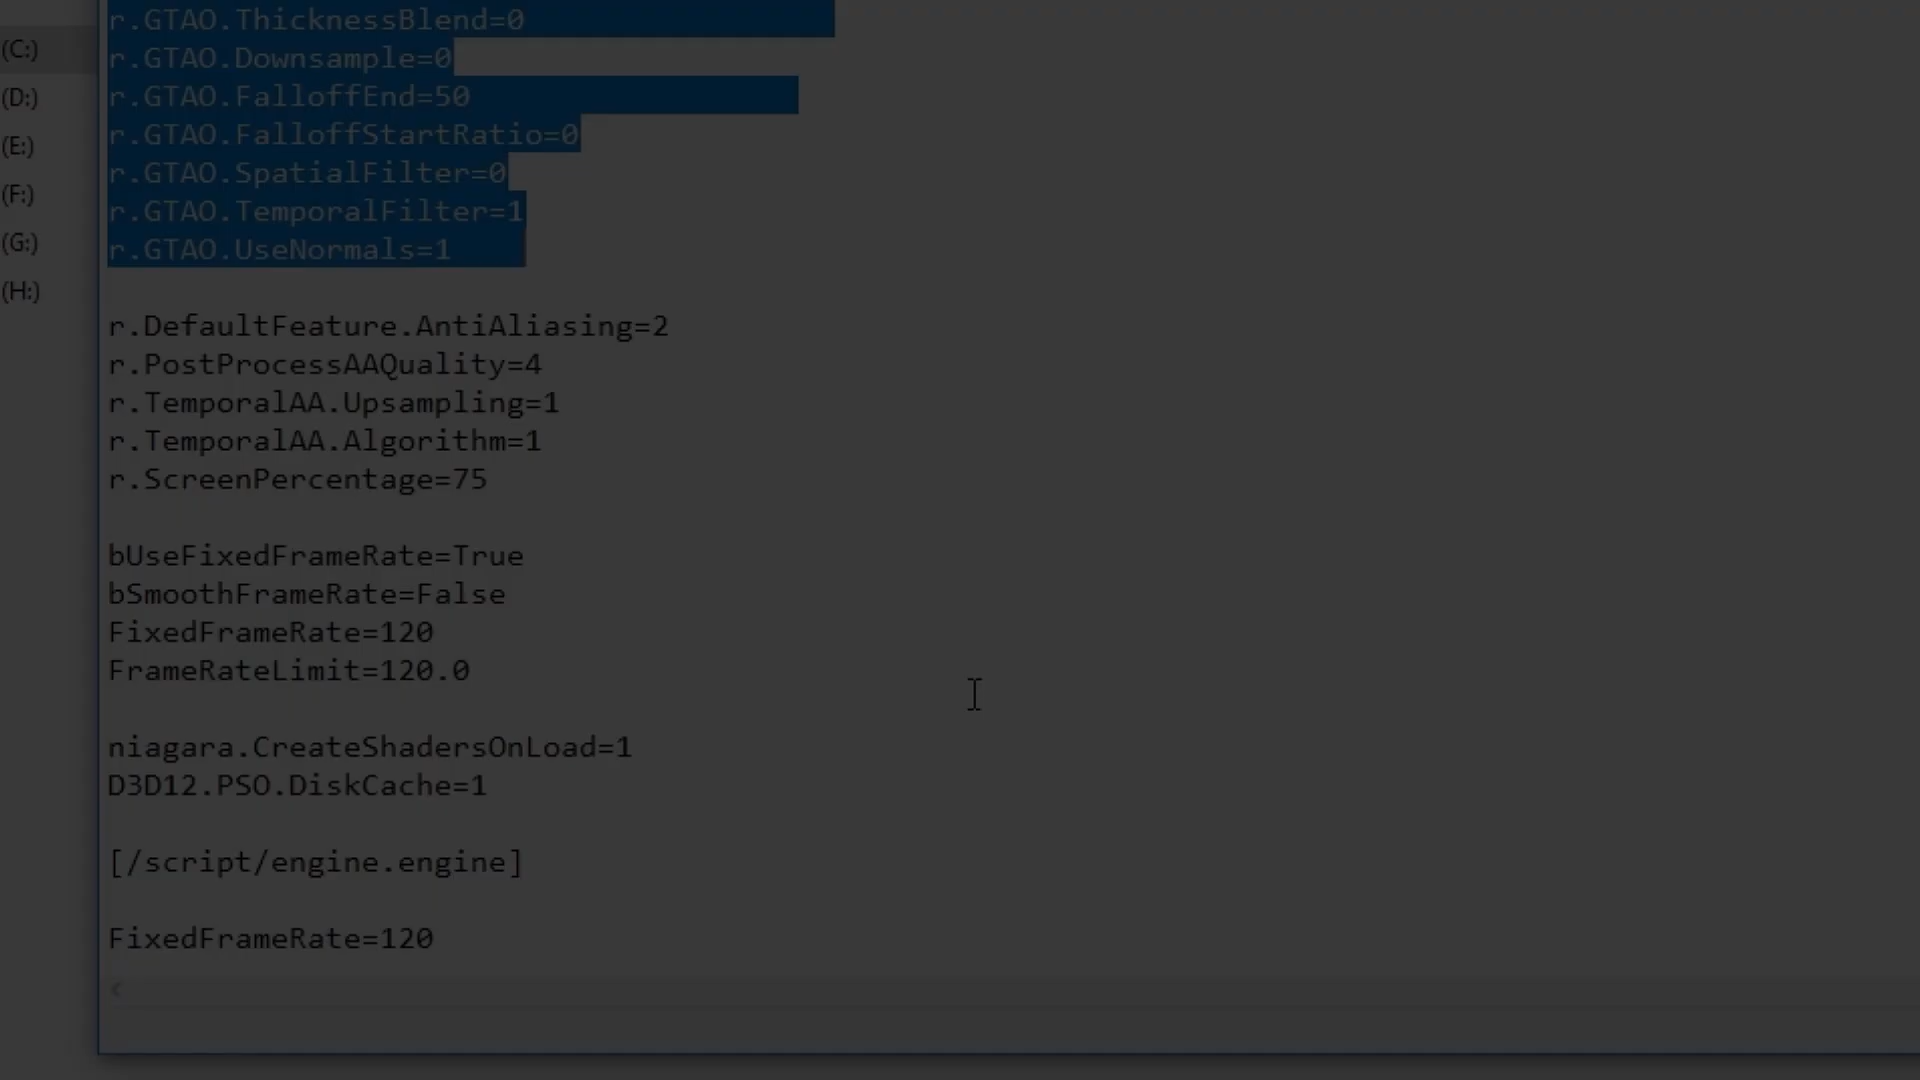 r.GTAO.ThicknessBlend=0
(C:)
r.GTAO.Downsample=0
(D:)
r.GTAO.FalloffEnd=50
r.GTAO.FalloffStartRatio=0
(E:)
r.GTAO.SpatialFilter=0
(F:)
r.GTAO.TemporalFilter=1
(G:)
r.GTAO.UseNormals=1
(H:)
r.DefaultFeature.AntiAliasing=2
r.PostProcessAAQuality=4
r.TemporalAA.Upsampling=1
r.TemporalAA.Algorithm=1
r.ScreenPercentage=75
bUseFixedFrameRate=True
bSmoothFrameRate=False
FixedFrameRate=120
FrameRateLimit=120.0
niagara.CreateShadersOnLoad=1
D3D12.PSO.DiskCache=1
[/script/engine.engine]
FixedFrameRate=120